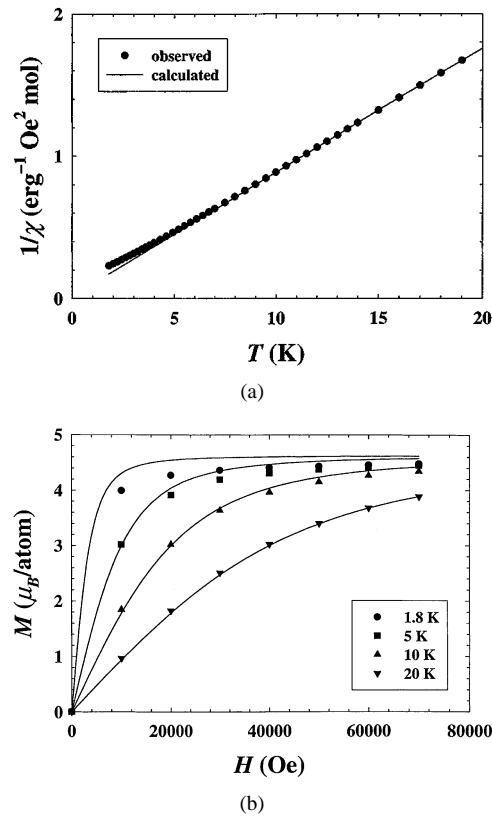 2
observed
calculated
1
0
1/χ (erg⁻¹ Oe² mol)
0 5 10 15 20
T (K)
(a)
5
4
3
2
1
0
M (μB/atom)
1.8 K
5 K
10 K
20 K
0 20000 40000 60000 80000
H (Oe)
(b)